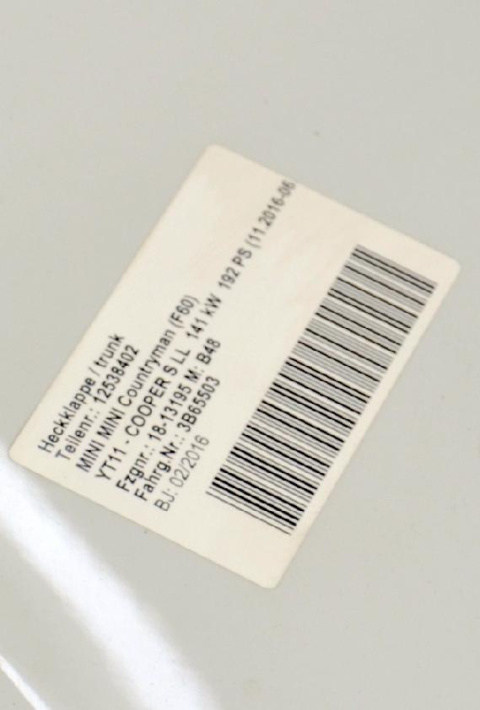 Heckklappe / trunk
Teilenr.: 12538402
MINI MINI Countryman (F60)
YT11 - COOPER S LL 141 kW 192 PS (11.2016-06
Fzgnr.: 18-13195 M: B48
Fahrg.Nr.: 3B65503
BJ: 02/2016